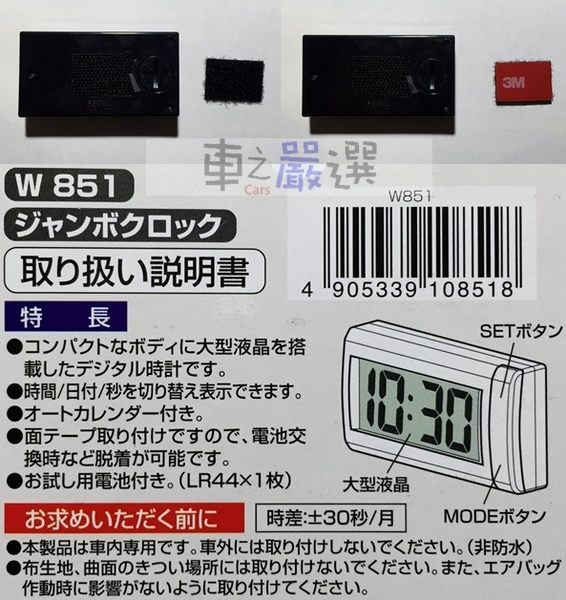 SEIWA
3M
車之嚴選
Cars
W 851
ジャンボクロック
取り扱い説明書
W851
4 905339 108518
特 長
●コンパクトなボディに大型液晶を搭
載したデジタル時計です。
●時間/日付/秒を切り替え表示できます。
●オートカレンダー付き。
●面テープ取り付けですので、電池交
換時など脱着が可能です。
●お試し用電池付き。(LR44×1枚)
SETボタン
10:30
大型液晶
MODEボタン
お求めいただく前に
時差:±30秒/月
●本製品は車内専用です。車外には取り付けしないでください。(非防水)
●布生地、曲面のきつい場所には取り付けないでください。また、エアバッグ
作動時に影響がないように取り付けてください。